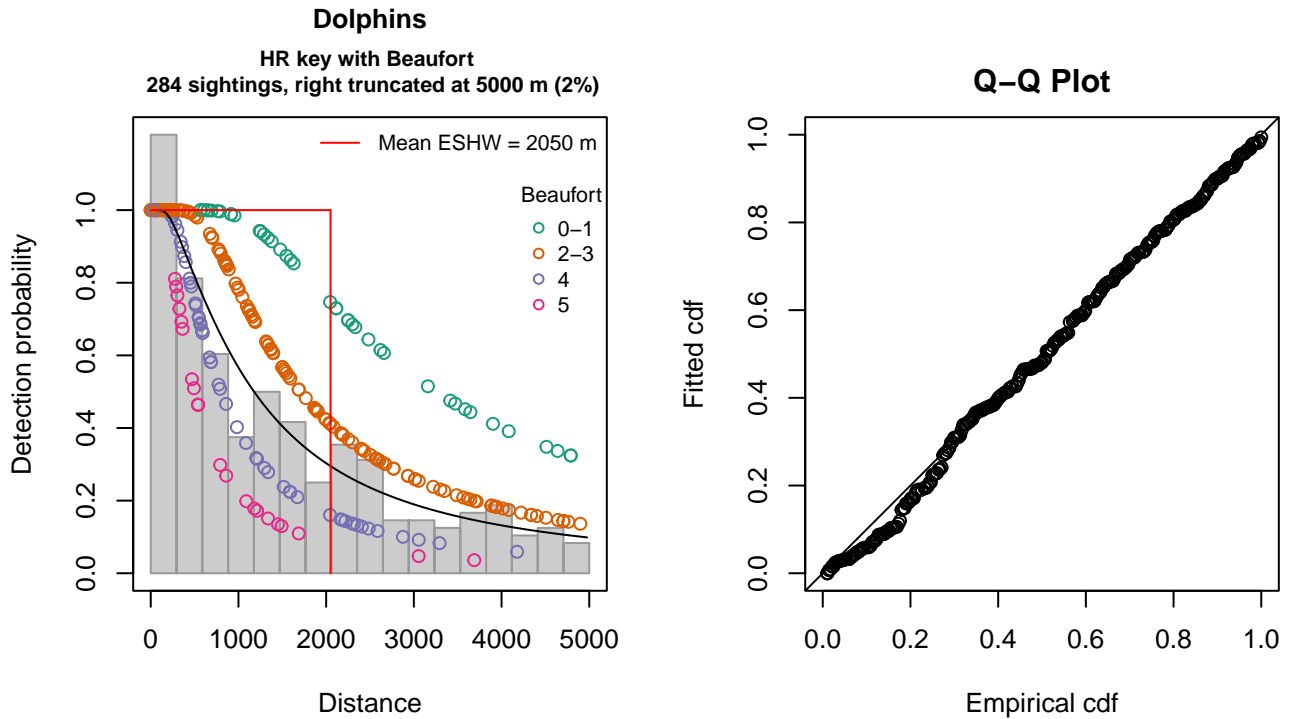 Dolphins
HR key with Beaufort
284 sightings, right truncated at 5000 m (2%)
Mean ESHW = 2050 m
Beaufort
0−1
2−3
4
5
Detection probability
0.0
0.2
0.4
0.6
0.8
1.0
0
1000
2000
3000
4000
5000
Distance
Q−Q Plot
Fitted cdf
0.0
0.2
0.4
0.6
0.8
1.0
0.0
0.2
0.4
0.6
0.8
1.0
Empirical cdf